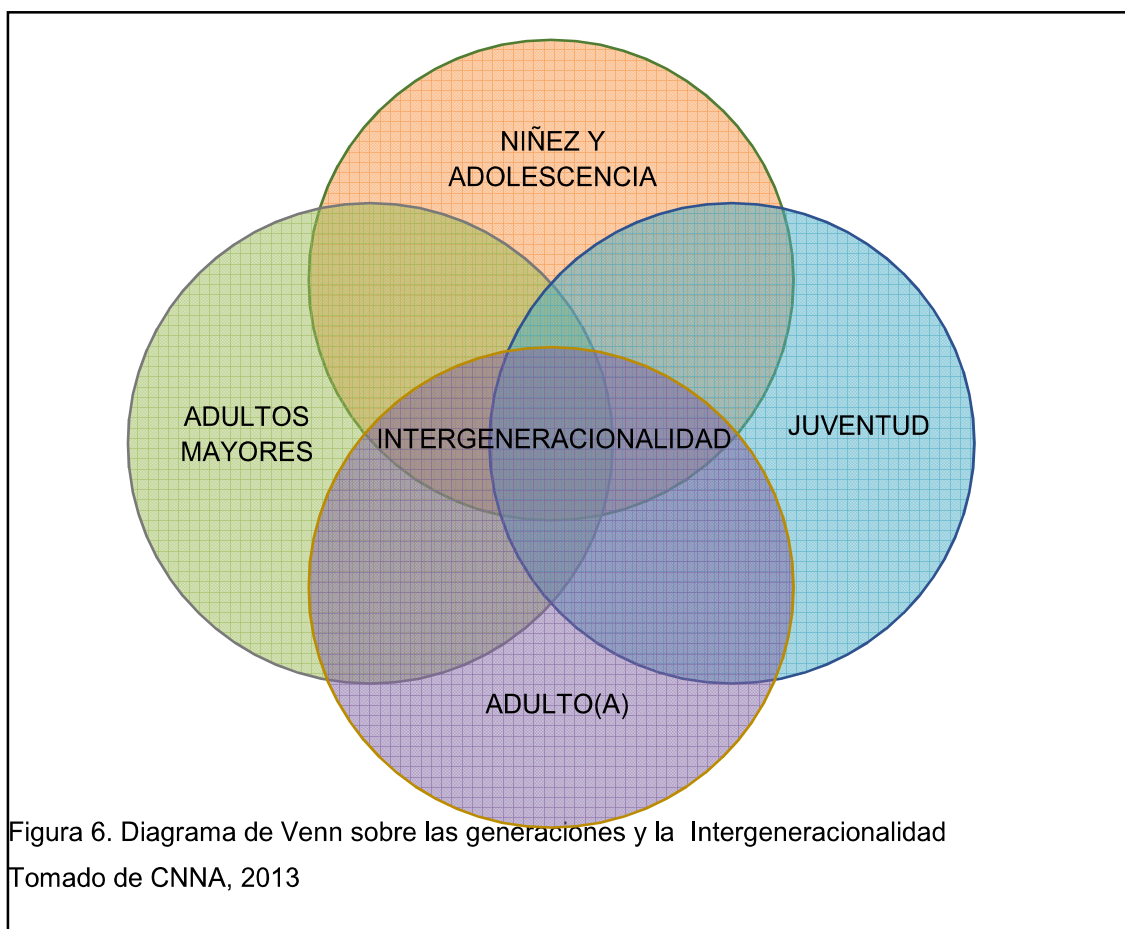 NIÑEZ Y
ADOLESCENCIA
ADULTOS
MAYORES
INTERGENERACIONALIDAD
JUVENTUD
ADULTO(A)
Figura 6. Diagrama de Venn sobre las generaciones y la  Intergeneracionalidad
Tomado de CNNA, 2013